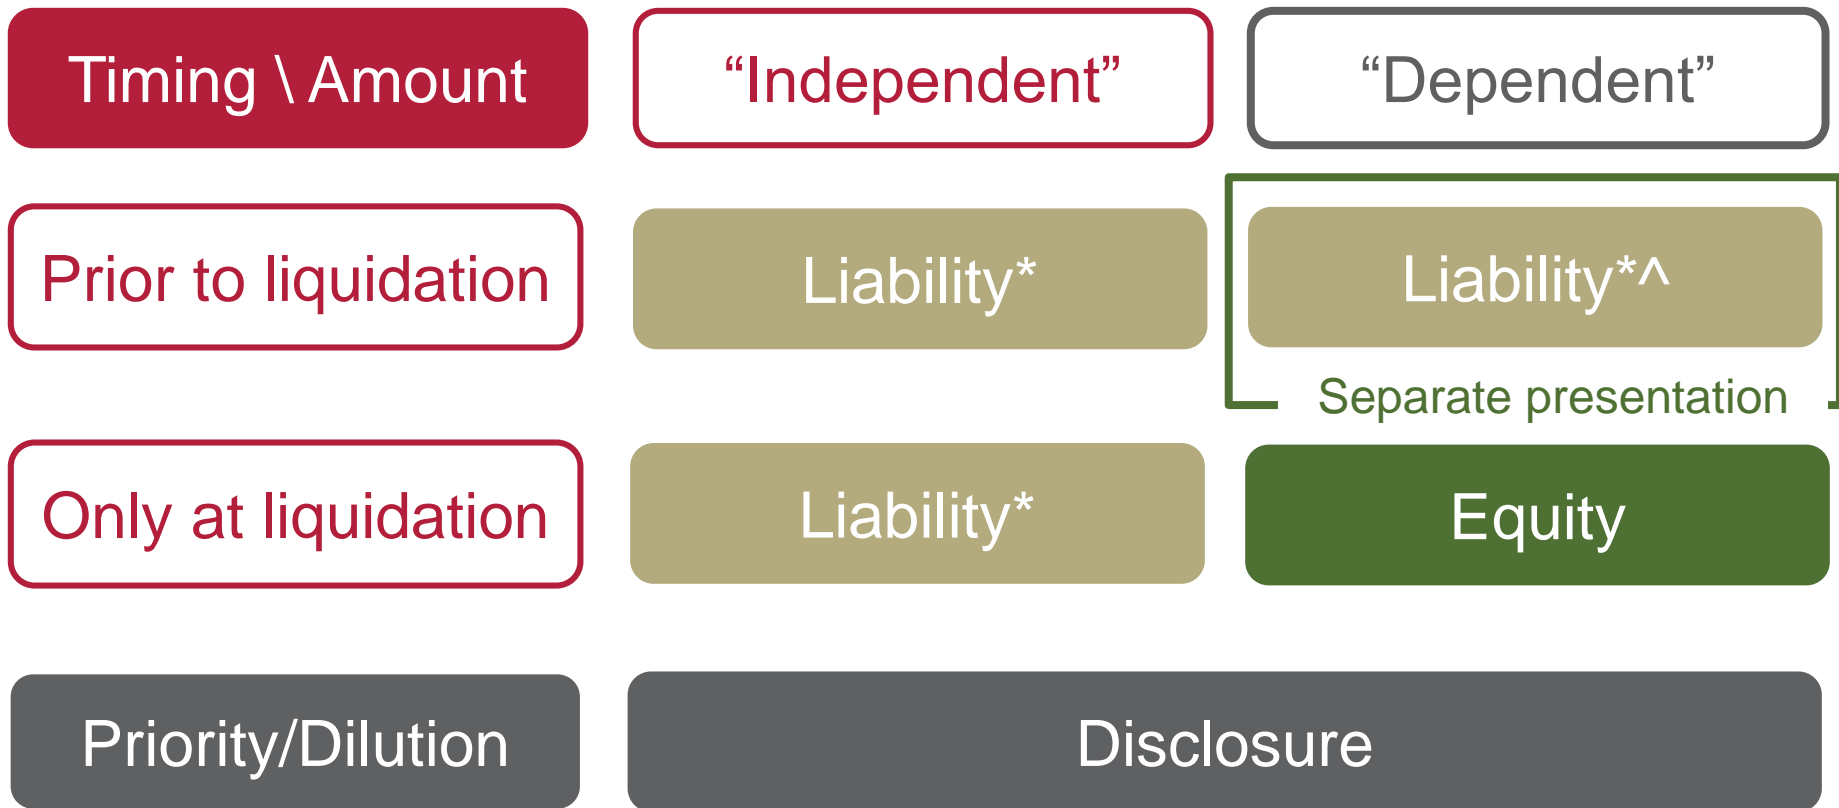 Timing \ Amount
“Independent”
“Dependent”
Prior to liquidation
Liability*
Liability*^
Separate presentation
Only at liquidation
Liability*
Equity
Priority/Dilution
Disclosure